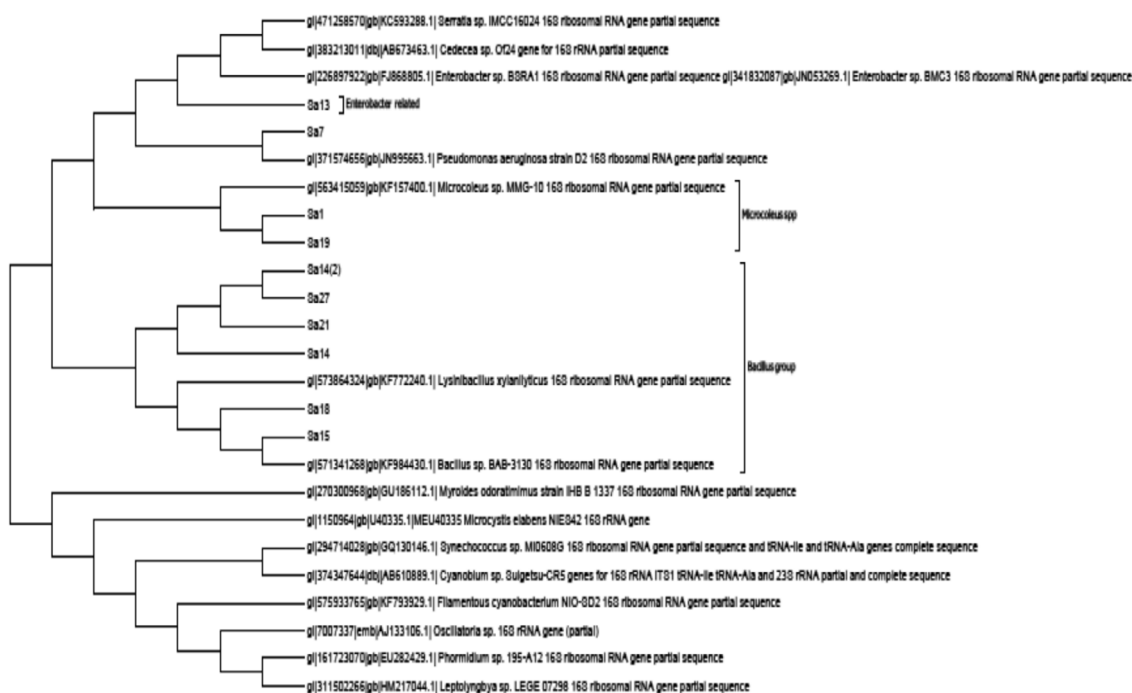 gi|471258570|gb|KC593288.1| Serratia sp. IMCC16024 16S ribosomal RNA gene partial sequence
gi|383213011|dbj|AB673463.1| Cedecea sp. Of24 gene for 16S rRNA partial sequence
gi|226897922|gb|FJ868805.1| Enterobacter sp. BSRA1 16S ribosomal RNA gene partial sequence gi|341832087|gb|JN053269.1| Enterobacter sp. BMC3 16S ribosomal RNA gene partial sequence
Sa13 Enterobacter related
Sa7
gi|371574656|gb|JN995663.1| Pseudomonas aeruginosa strain D2 16S ribosomal RNA gene partial sequence
gi|563415059|gb|KF157400.1| Microcoleus sp. MMG-10 16S ribosomal RNA gene partial sequence
Sa1
Microcoleus spp
Sa19
Sa14(2)
Sa27
Sa21
Sa14
Bacillus group
gi|573864324|gb|KF772240.1| Lysinibacillus xylanilyticus 16S ribosomal RNA gene partial sequence
Sa18
Sa15
gi|571341268|gb|KF984430.1| Bacillus sp. BAB-3130 16S ribosomal RNA gene partial sequence
gi|270300968|gb|GU186112.1| Myroides odoratimimus strain IHB B 1337 16S ribosomal RNA gene partial sequence
gi|1150964|gb|U40335.1|MEU40335 Microcystis elabens NIES42 16S rRNA gene
gi|294714028|gb|GQ130146.1| Synechococcus sp. MI0608G 16S ribosomal RNA gene partial sequence and tRNA-Ile and tRNA-Ala genes complete sequence
gi|374347644|dbj|AB610889.1| Cyanobium sp. Suigetsu-CR5 genes for 16S rRNA ITS1 tRNA-Ile tRNA-Ala and 23S rRNA partial and complete sequence
gi|575933765|gb|KF793929.1| Filamentous cyanobacterium NIO-SD2 16S ribosomal RNA gene partial sequence
gi|7007337|emb|AJ133106.1| Oscillatoria sp. 16S rRNA gene (partial)
gi|161723070|gb|EU282429.1| Phormidium sp. 195-A12 16S ribosomal RNA gene partial sequence
gi|311502266|gb|HM217044.1| Leptolyngbya sp. LEGE 07298 16S ribosomal RNA gene partial sequence